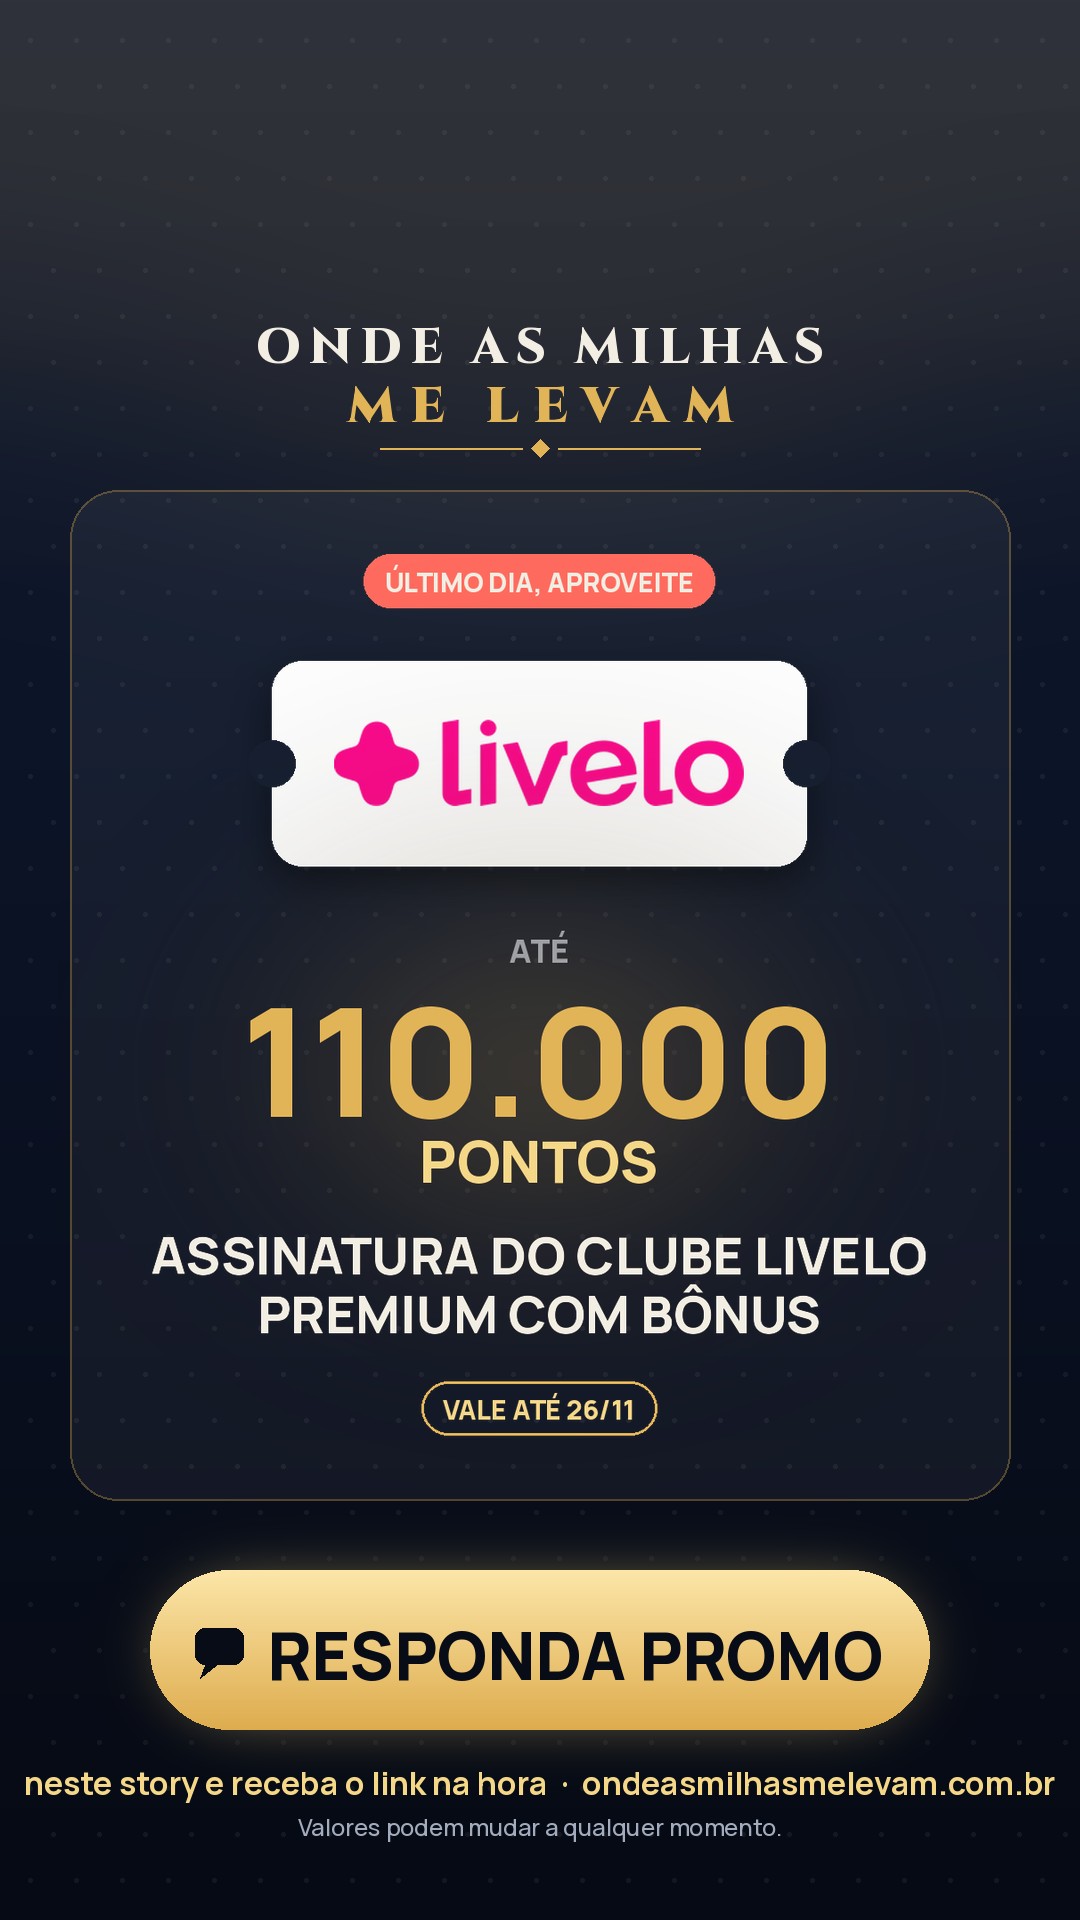 ONDE AS MILHAS
ME LEVAM
ÚLTIMO DIA, APROVEITE
livelo
ATÉ
110.000
PONTOS
ASSINATURA DO CLUBE LIVELO
PREMIUM COM BÔNUS
VALE ATÉ 26/11
RESPONDA PROMO
neste story e receba o link na hora · ondeasmilhasmelevam.com.br
Valores podem mudar a qualquer momento.